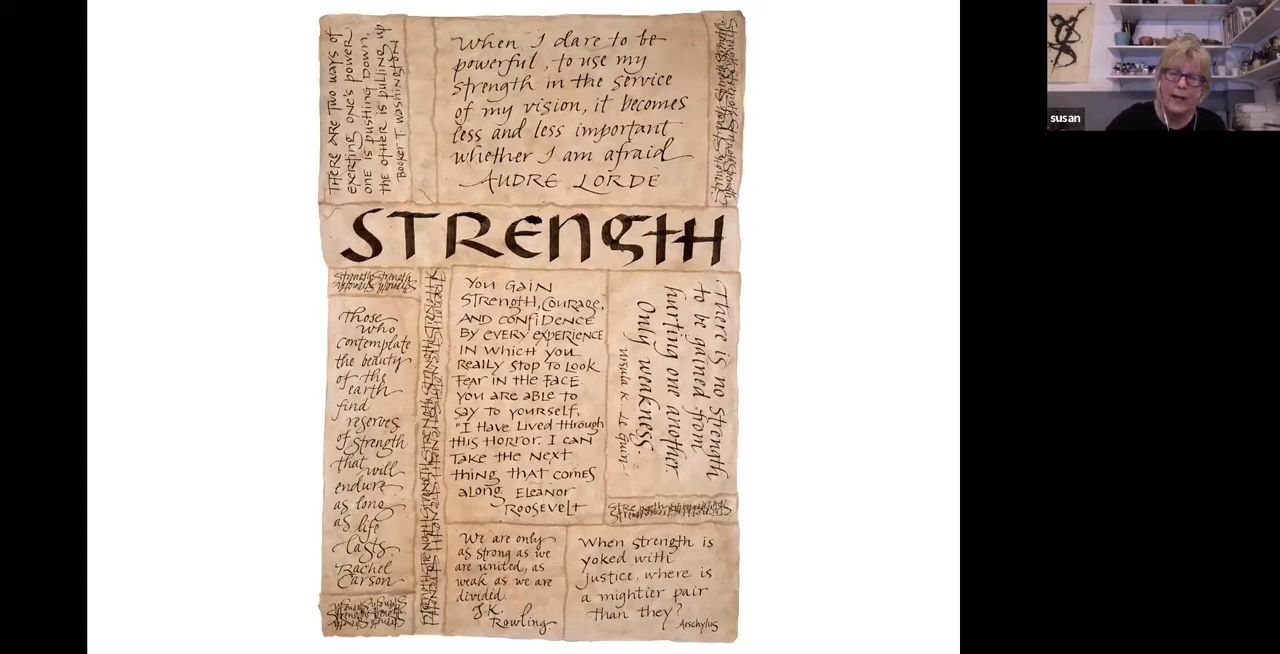 There are two ways of
exerting one's power:
one is pushing down,
the other is pulling up
Booker T. Washington
When I dare to be
powerful, to use my
strength in the service
of my vision, it becomes
less and less important
whether I am afraid
AUDRE LORDE
STRENGTH
Strength Strength
Those
who
contemplate
the beauty
of the
earth
find
reserves
of strength
that will
endure
as long
as life
lasts.
Rachel
Carson
You gain
strength, courage,
and confidence
by every experience
in which you
really stop to look
fear in the face.
You are able to
say to yourself,
"I have lived through
this horror. I can
take the next
thing that comes
along. Eleanor
Roosevelt
There is no strength
to be gained from
hurting one another
Only weakness.
Ursula K. Le Guin
We are only
as strong as we
are united, as
weak as we are
divided.
J.K.
Rowling
When strength is
yoked with
justice, where is
a mightier pair
than they?
Aeschylus
susan